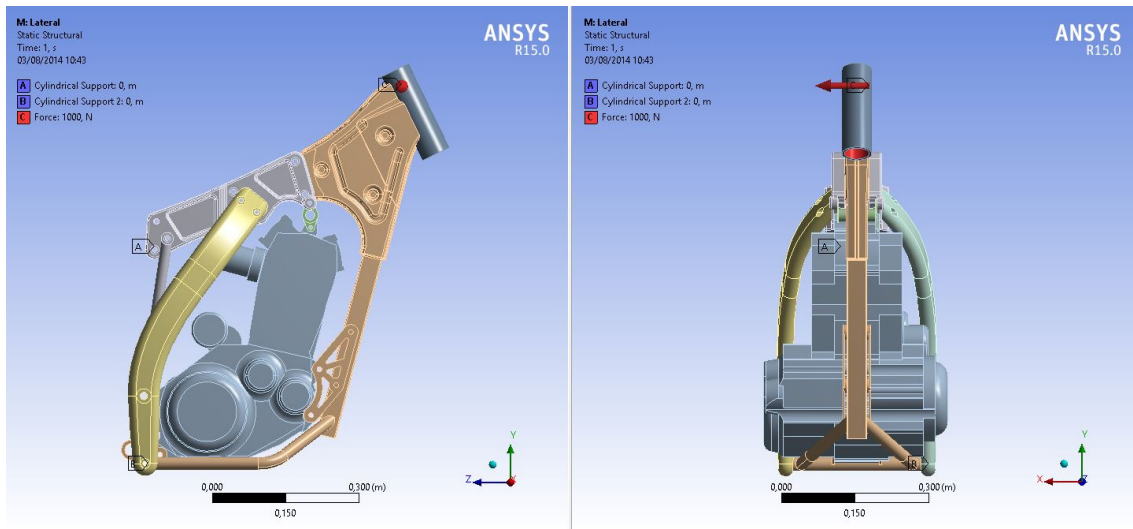 M: Lateral
Static Structural
Time: 1, s
03/08/2014 10:43
A Cylindrical Support: 0, m
B Cylindrical Support 2: 0, m
C Force: 1000, N
ANSYS
R15.0
C
A
B
Y
Z
X
0,000
0,300 (m)
0,150
M: Lateral
Static Structural
Time: 1, s
03/08/2014 10:43
A Cylindrical Support: 0, m
B Cylindrical Support 2: 0, m
C Force: 1000, N
ANSYS
R15.0
C
A
B
Y
X
Z
0,000
0,300 (m)
0,150